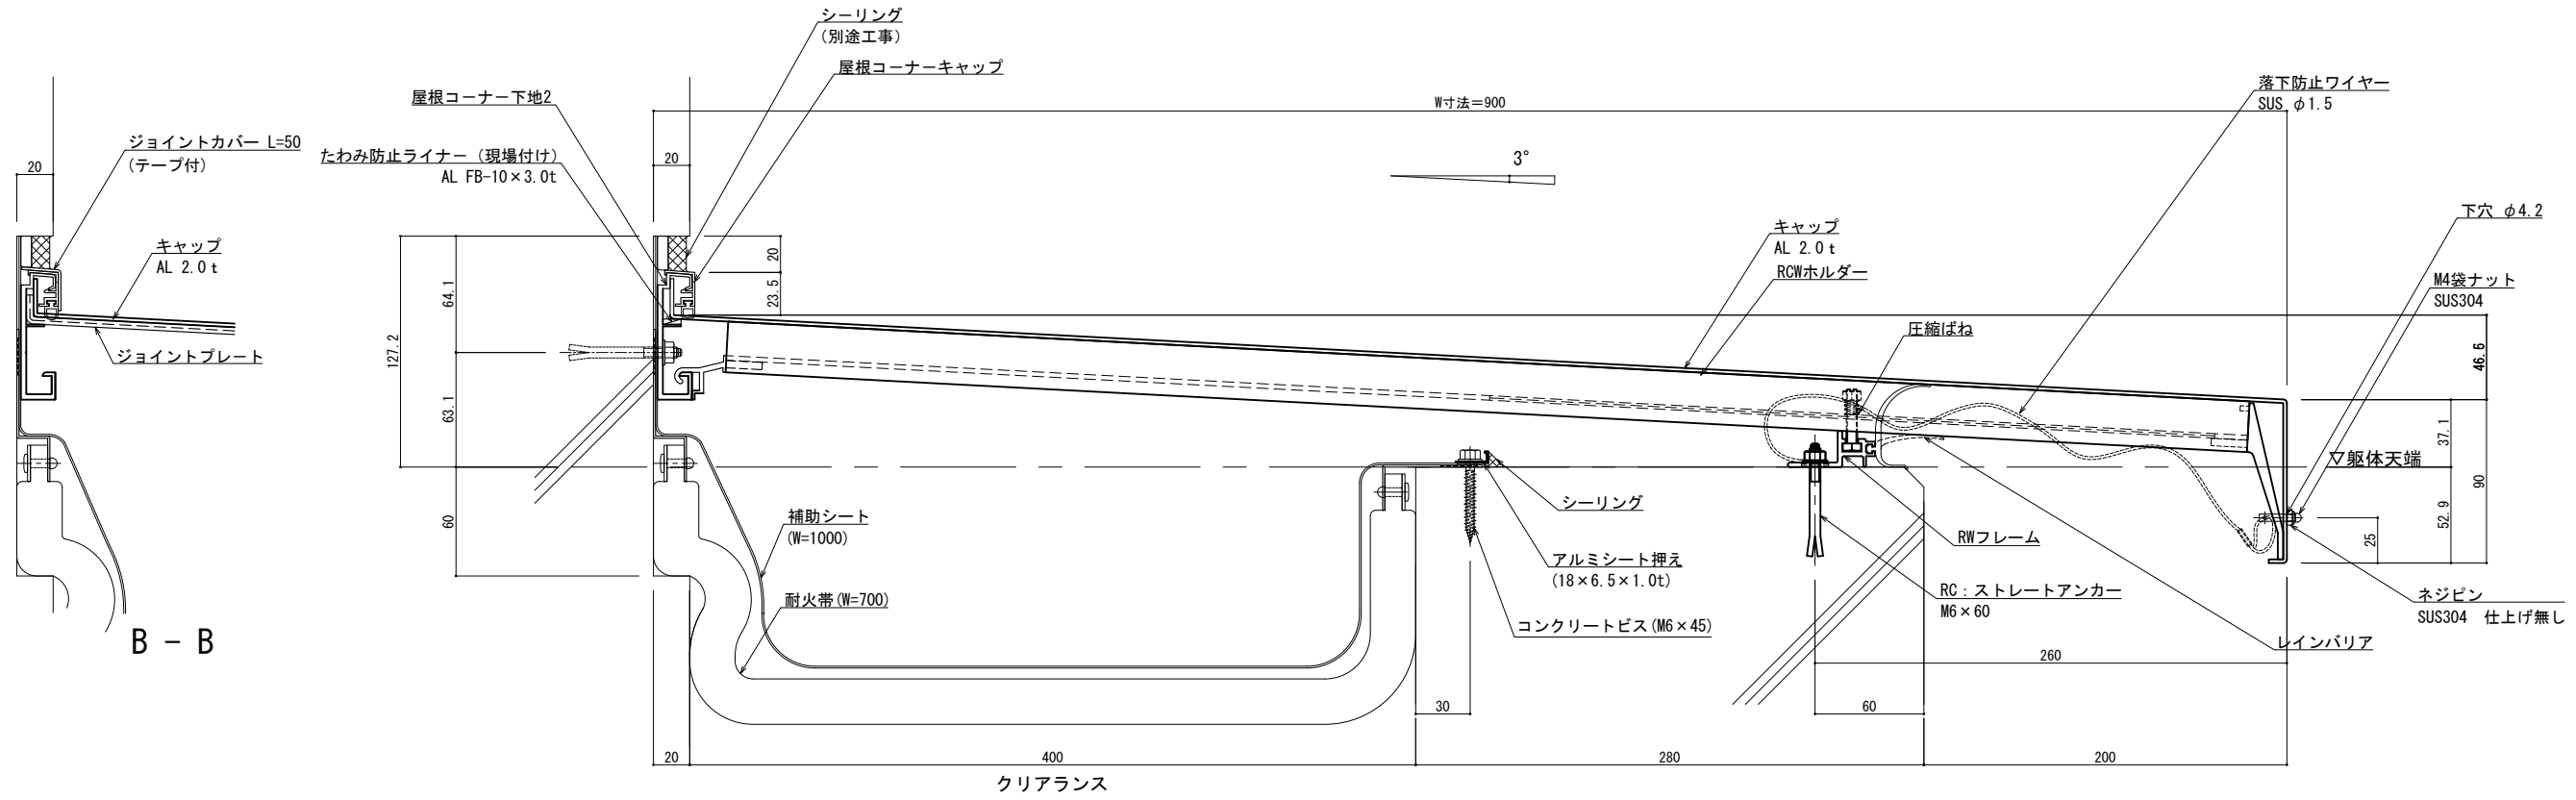 シーリング
(別途工事)
屋根コーナーキャップ
屋根コーナー下地2
ジョイントカバー L=50
(テープ付)
たわみ防止ライナー (現場付け)
AL FB-10×3.0t
キャップ
AL 2.0t
ジョイントプレート
20
B - B
W寸法＝900
20
3°
落下防止ワイヤー
SUS φ1.5
下穴 φ4.2
キャップ
AL 2.0t
RCWホルダー
M4袋ナット
SUS304
圧縮ばね
20
23.5
64.1
127.2
63.1
60
46.6
37.1
▽躯体天端
90
52.9
25
シーリング
補助シート
(W=1000)
アルミシート押え
(18×6.5×1.0t)
RWフレーム
耐火帯(W=700)
コンクリートビス(M6×45)
RC：ストレートアンカー
M6×60
ネジピン
SUS304 仕上げ無し
レインバリア
260
30
60
20
400
280
200
クリアランス